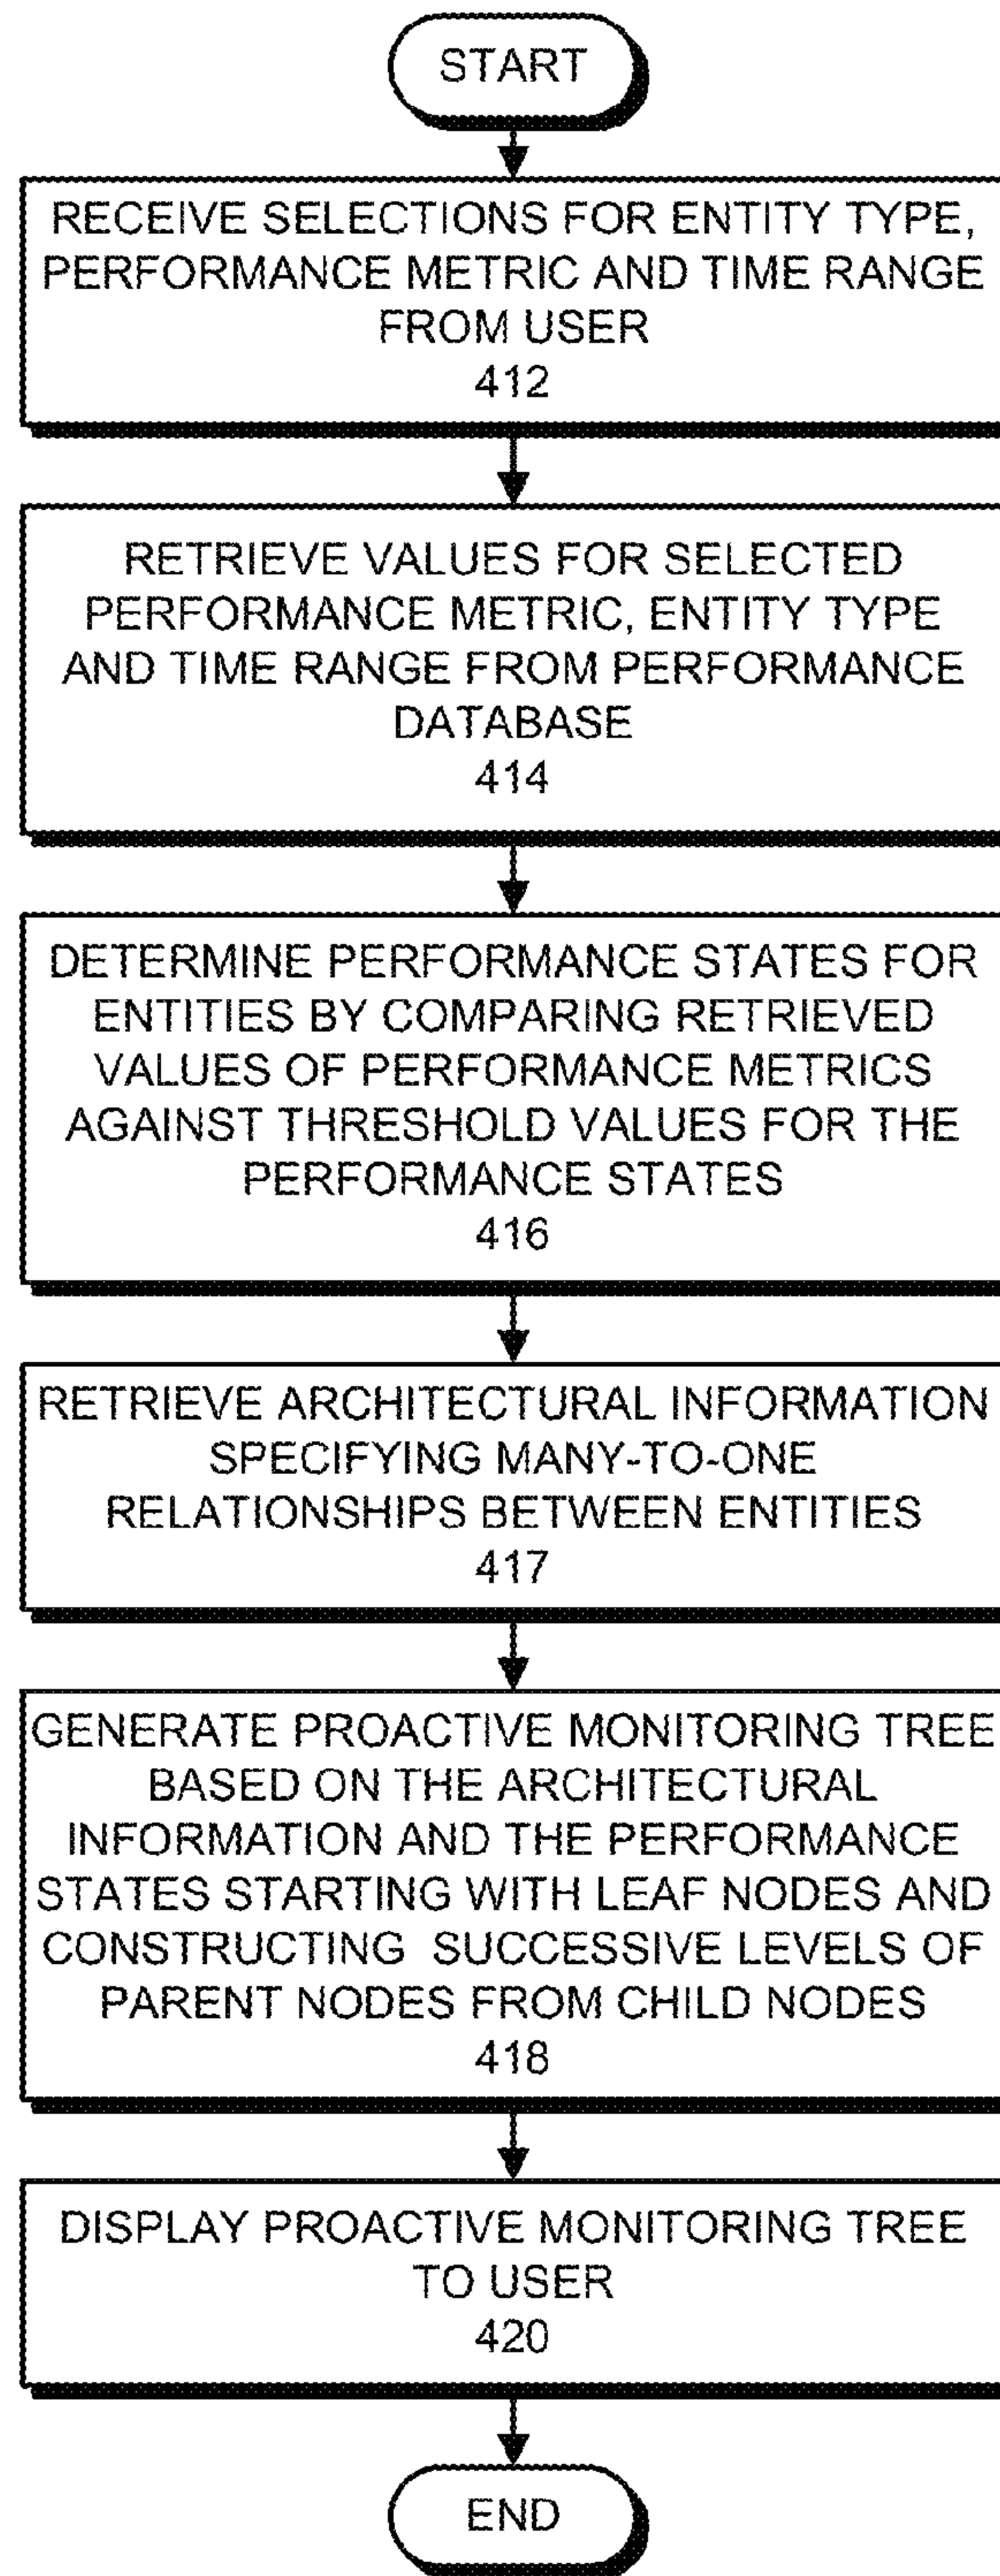 START
RECEIVE SELECTIONS FOR ENTITY TYPE,
PERFORMANCE METRIC AND TIME RANGE
FROM USER
412
RETRIEVE VALUES FOR SELECTED
PERFORMANCE METRIC, ENTITY TYPE
AND TIME RANGE FROM PERFORMANCE
DATABASE
414
DETERMINE PERFORMANCE STATES FOR
ENTITIES BY COMPARING RETRIEVED
VALUES OF PERFORMANCE METRICS
AGAINST THRESHOLD VALUES FOR THE
PERFORMANCE STATES
416
RETRIEVE ARCHITECTURAL INFORMATION
SPECIFYING MANY-TO-ONE
RELATIONSHIPS BETWEEN ENTITIES
417
GENERATE PROACTIVE MONITORING TREE
BASED ON THE ARCHITECTURAL
INFORMATION AND THE PERFORMANCE
STATES STARTING WITH LEAF NODES AND
CONSTRUCTING SUCCESSIVE LEVELS OF
PARENT NODES FROM CHILD NODES
418
DISPLAY PROACTIVE MONITORING TREE
TO USER
420
END